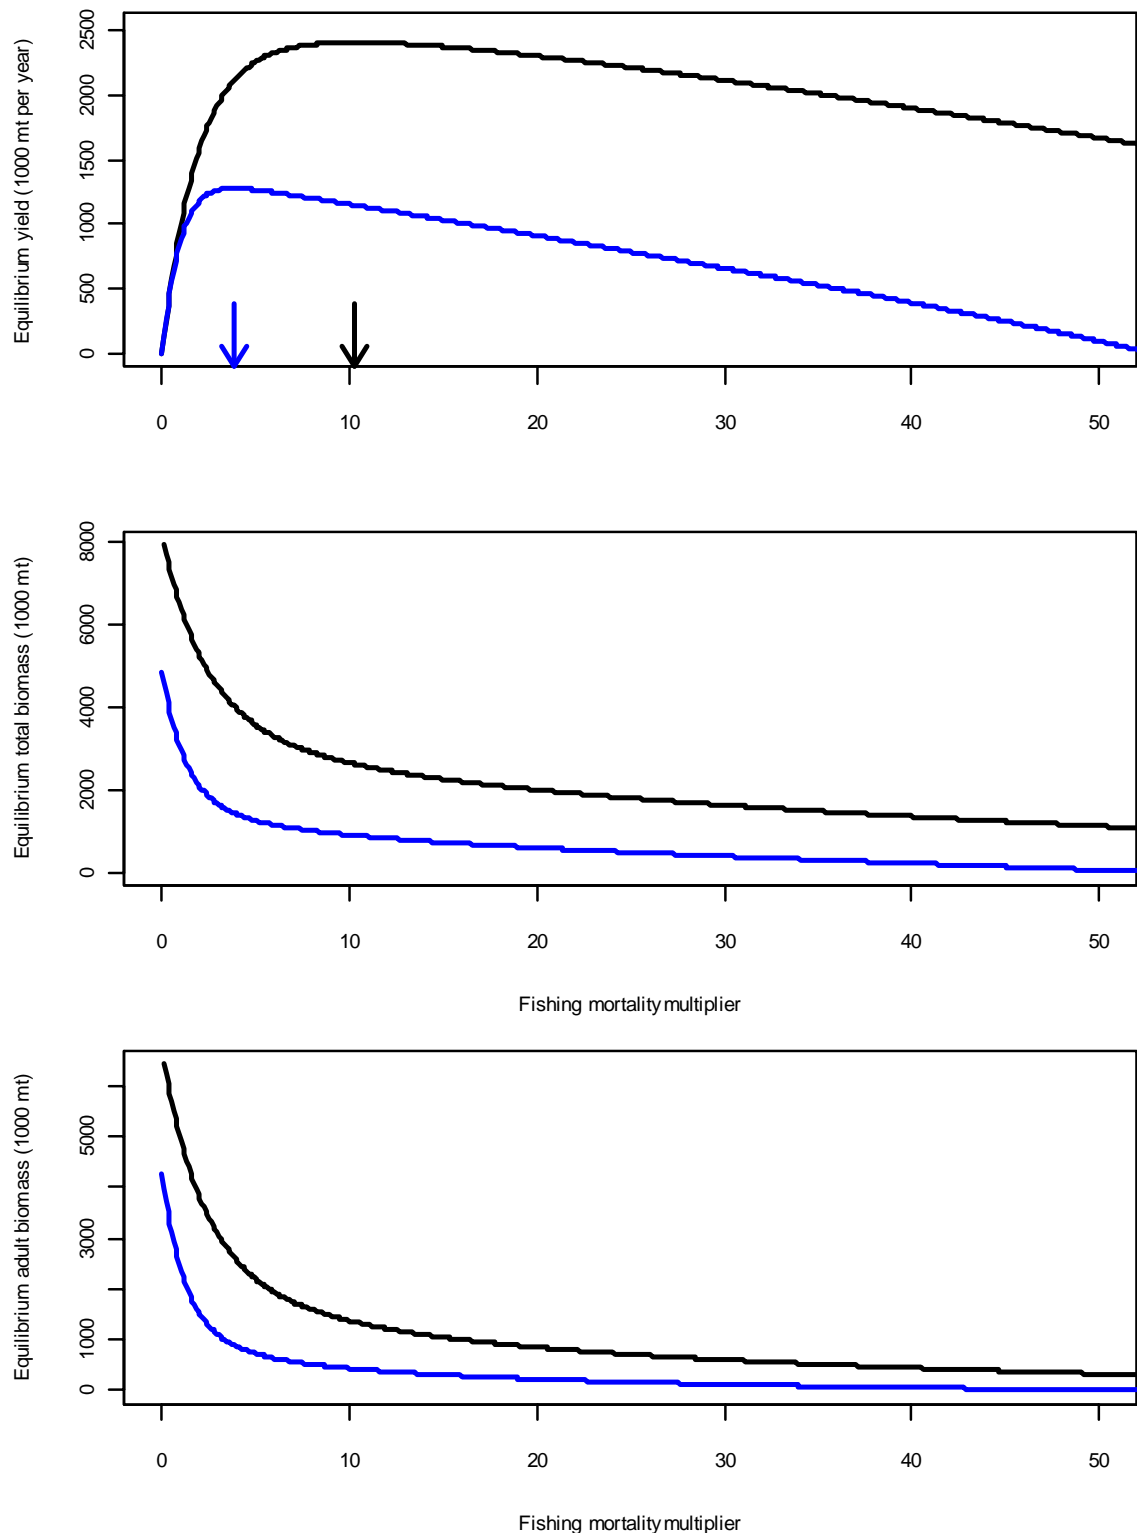 Equilibrium yield (1000 mt per year)
2500
2000
1500
1000
500
0
0 10 20 30 40 50
Equilibrium total biomass (1000 mt)
8000
6000
4000
2000
0
0 10 20 30 40 50
Fishing mortality multiplier
Equilibrium adult biomass (1000 mt)
5000
3000
1000
0
0 10 20 30 40 50
Fishing mortality multiplier